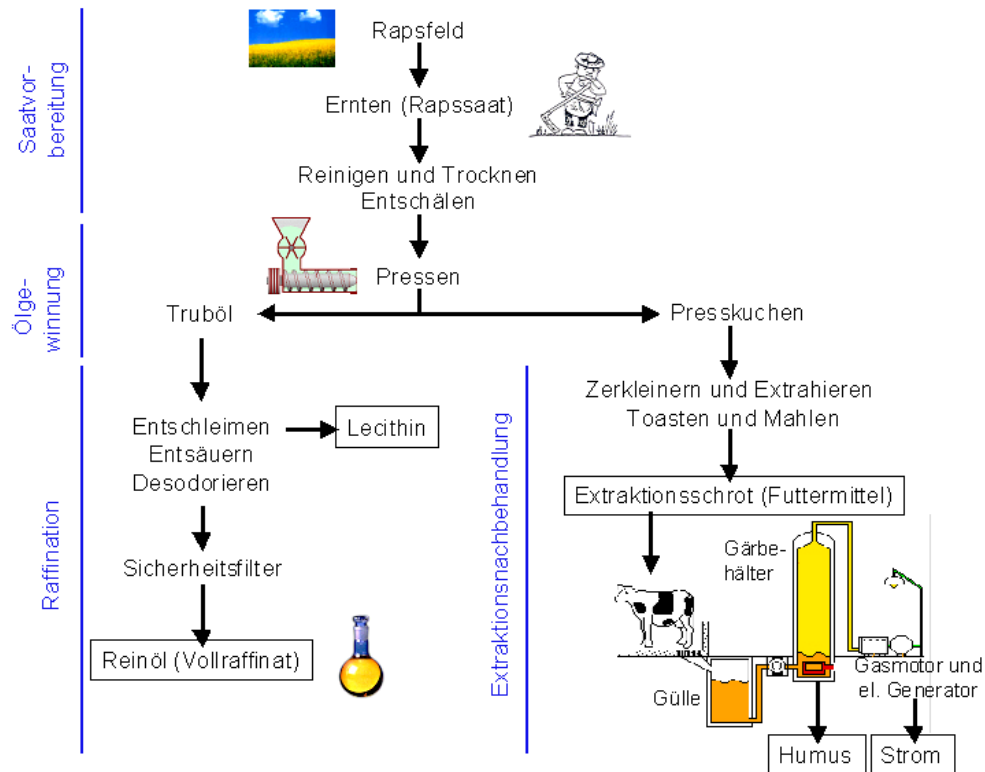 Rapsfeld
Saatvor-
bereitung
Ernten (Rapssaat)
Reinigen und Trocknen
Entschälen
Ölge-
winnung
Pressen
Truböl
Presskuchen
Raffination
Entschleimen
Entsäuern
Desodorieren
Lecithin
Sicherheitsfilter
Reinöl (Vollraffinat)
Extraktionsnachbehandlung
Zerkleinern und Extrahieren
Toasten und Mahlen
Extraktionsschrot (Futtermittel)
Gärbe-
hälter
Gülle
Gasmotor und
el. Generator
Humus
Strom